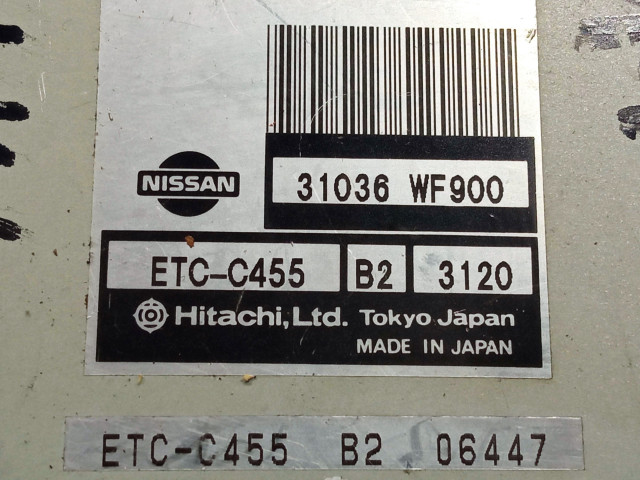 NISSAN
31036 WF900
ETC-C455 B2 3120
Hitachi, Ltd. Tokyo Japan
MADE IN JAPAN
ETC-C455 B2 06447